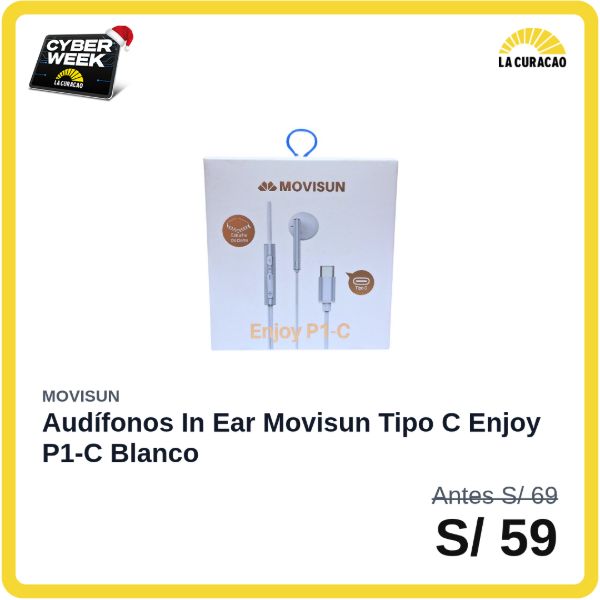 CYBER
WEEK
LA CURACAO
LA CURACAO
MOVISUN
Tipo C
Enjoy P1-C
MOVISUN
Audífonos In Ear Movisun Tipo C Enjoy
P1-C Blanco
Antes S/ 69
S/ 59